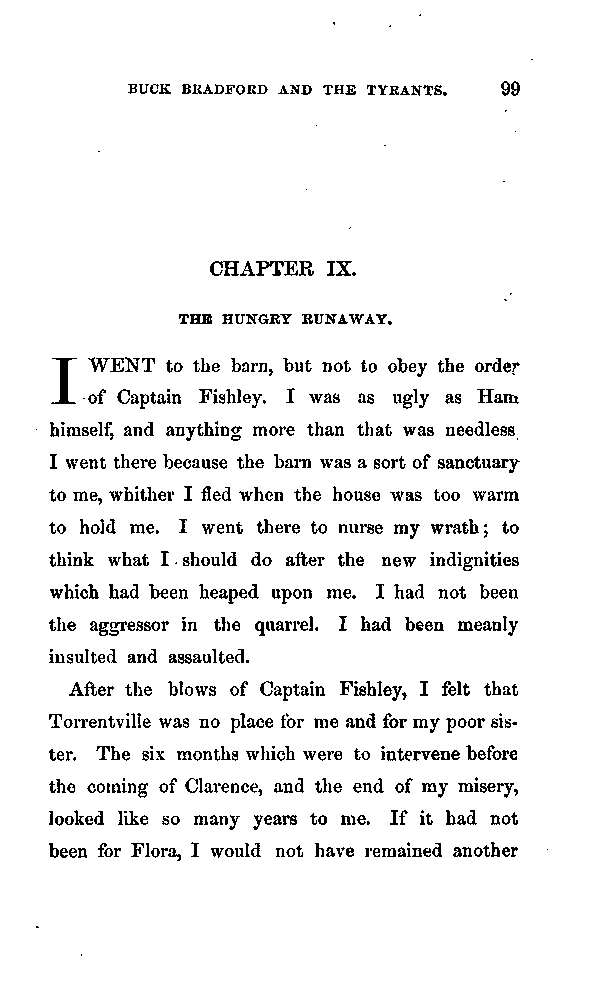 BUCK BRADFORD AND THE TYRANTS. 99
CHAPTER IX.
THE HUNGRY RUNAWAY.
I WENT to the barn, but not to obey the order
of Captain Fishley. I was as ugly as Ham
himself, and anything more than that was needless.
I went there because the barn was a sort of sanctuary
to me, whither I fled when the house was too warm
to hold me. I went there to nurse my wrath; to
think what I should do after the new indignities
which had been heaped upon me. I had not been
the aggressor in the quarrel. I had been meanly
insulted and assaulted.
After the blows of Captain Fishley, I felt that
Torrentville was no place for me and for my poor sis-
ter. The six months which were to intervene before
the coming of Clarence, and the end of my misery,
looked like so many years to me. If it had not
been for Flora, I would not have remained another